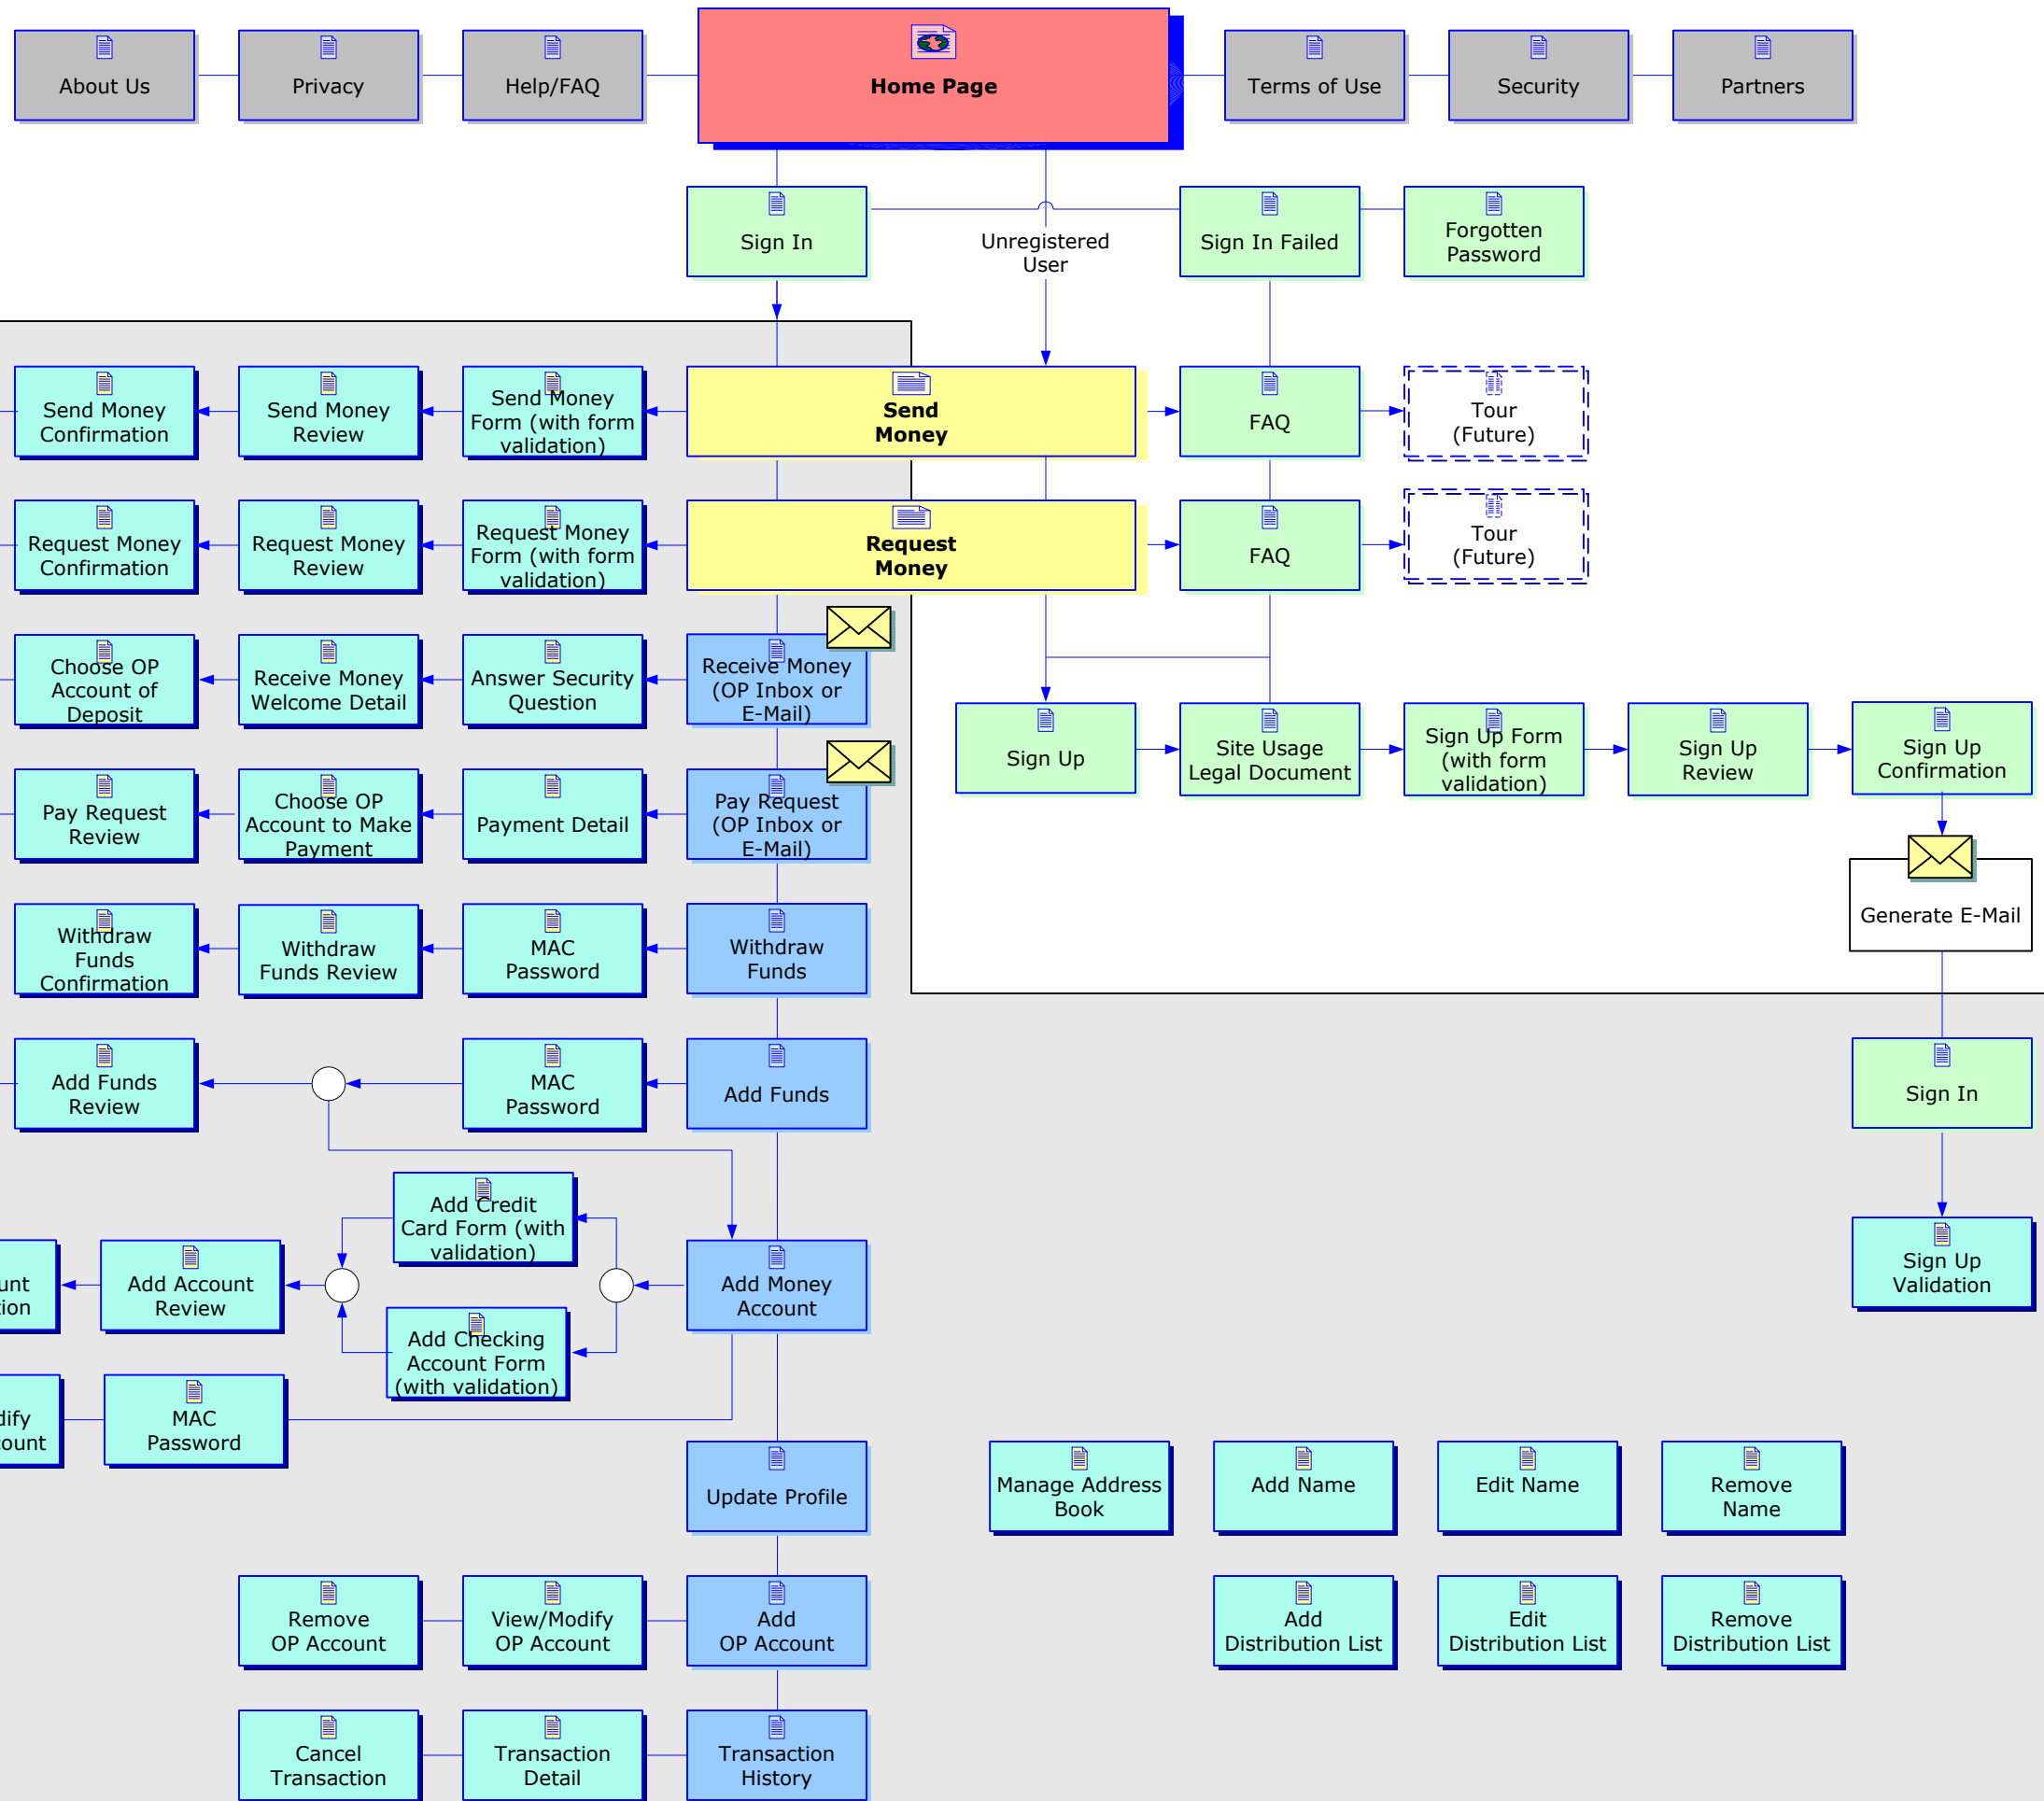 About Us
Privacy
Help/FAQ
Home Page
Terms of Use
Security
Partners
Sign In
Unregistered
User
Sign In Failed
Forgotten
Password
Send Money
Confirmation
Send Money
Review
Send Money
Form (with form
validation)
Send
Money
FAQ
Tour
(Future)
Request Money
Confirmation
Request Money
Review
Request Money
Form (with form
validation)
Request
Money
FAQ
Tour
(Future)
Choose OP
Account of
Deposit
Receive Money
Welcome Detail
Answer Security
Question
Receive Money
(OP Inbox or
E-Mail)
Sign Up
Site Usage
Legal Document
Sign Up Form
(with form
validation)
Sign Up
Review
Sign Up
Confirmation
Pay Request
Review
Choose OP
Account to Make
Payment
Payment Detail
Pay Request
(OP Inbox or
E-Mail)
Generate E-Mail
Withdraw
Funds
Confirmation
Withdraw
Funds Review
MAC
Password
Withdraw
Funds
Add Funds
Review
MAC
Password
Add Funds
Sign In
Add Credit
Card Form (with
validation)
unt
tion
Add Account
Review
Add Money
Account
Sign Up
Validation
Add Checking
Account Form
(with validation)
dify
count
MAC
Password
Update Profile
Manage Address
Book
Add Name
Edit Name
Remove
Name
Remove
OP Account
View/Modify
OP Account
Add
OP Account
Add
Distribution List
Edit
Distribution List
Remove
Distribution List
Cancel
Transaction
Transaction
Detail
Transaction
History